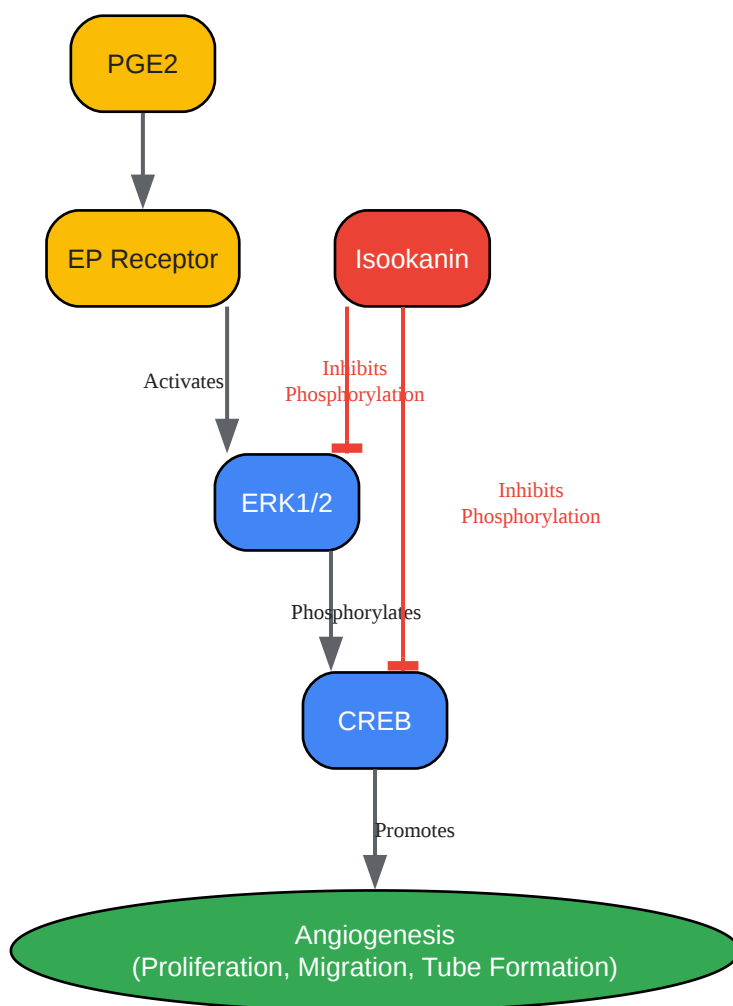 PGE2
EP Receptor
Isookanin
Activates
Inhibits
Phosphorylation
ERK1/2
Inhibits
Phosphorylation
Phosphorylates
CREB
Promotes
Angiogenesis
(Proliferation, Migration, Tube Formation)